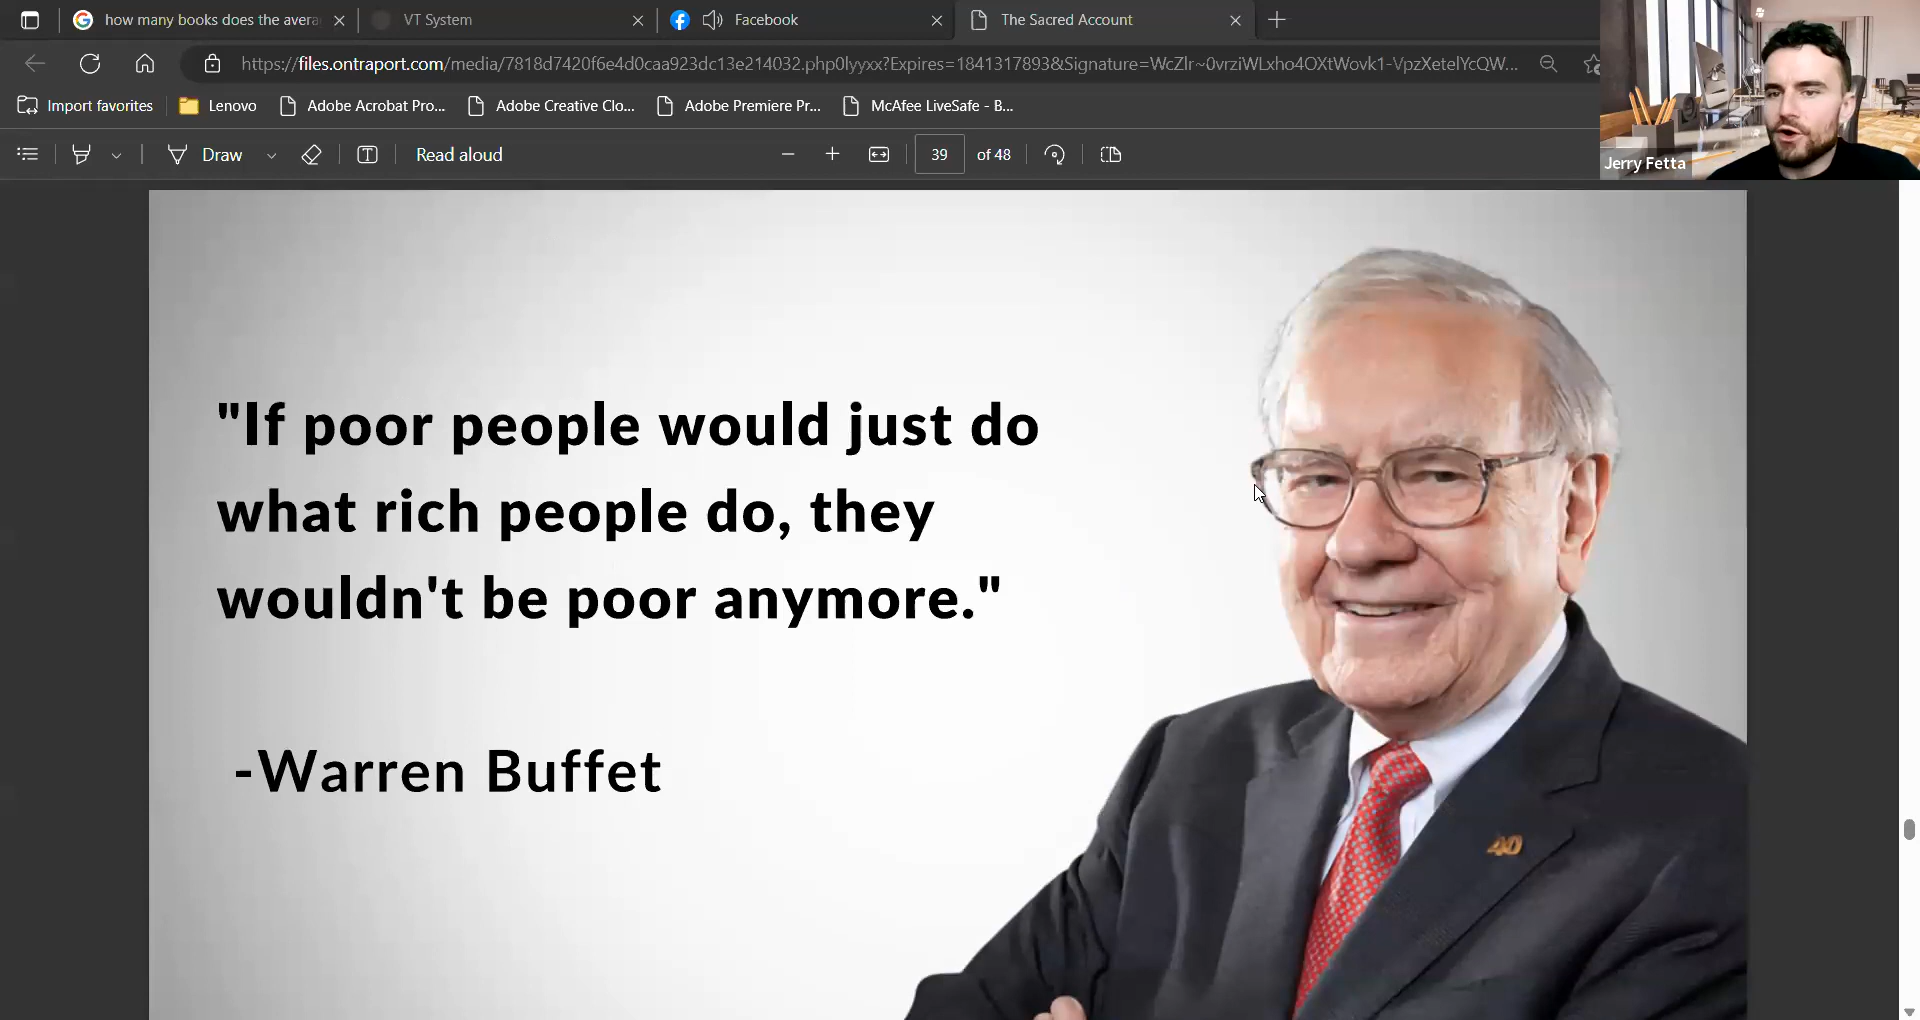 how many books does the avera
VT System
Facebook
The Sacred Account
https://files.ontraport.com/media/7818d7420f6e4d0caa923dc13e214032.php0lyyxx?Expires=1841317893&Signature=WcZlr~0vrziWLxho4OXtWovk1-VpzXetelYcQW...
Import favorites
Lenovo
Adobe Acrobat Pro...
Adobe Creative Clo...
Adobe Premiere Pr...
McAfee LiveSafe - B...
Draw
Read aloud
39
of 48
Jerry Fetta
"If poor people would just do
what rich people do, they
wouldn't be poor anymore."
-Warren Buffet
40